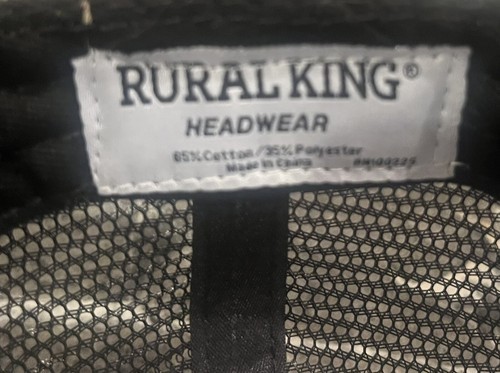 RURAL KING®
HEADWEAR
65% Cotton / 35% Polyester
Made in China